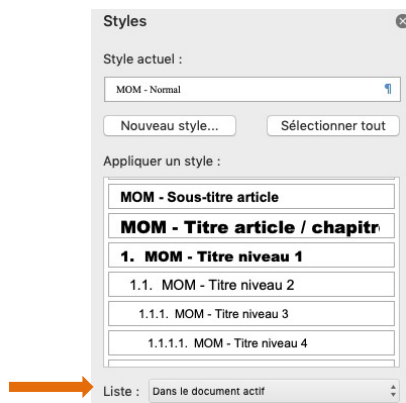 Styles
Style actuel :
MOM - Normal ¶
Nouveau style... Sélectionner tout
Appliquer un style :
MOM - Sous-titre article
MOM - Titre article / chapitr
1. MOM - Titre niveau 1
1.1. MOM - Titre niveau 2
1.1.1. MOM - Titre niveau 3
1.1.1.1. MOM - Titre niveau 4
Liste : Dans le document actif